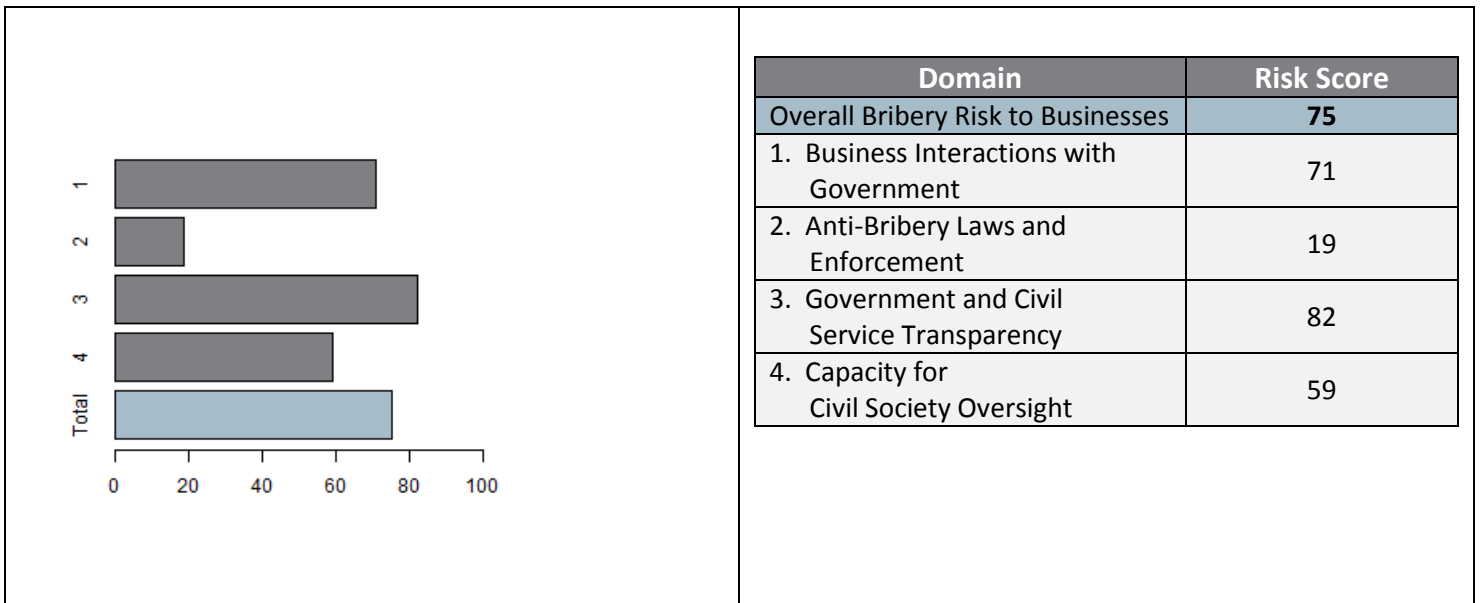 1
2
3
4
Total
0 20 40 60 80 100
Domain Risk Score
Overall Bribery Risk to Businesses 75
1. Business Interactions with
Government 71
2. Anti-Bribery Laws and
Enforcement 19
3. Government and Civil
Service Transparency 82
4. Capacity for
Civil Society Oversight 59